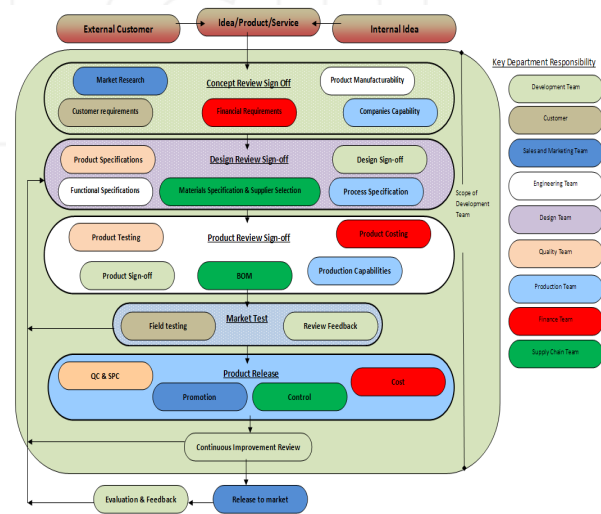 External Customer
Idea/Product/Service
Internal Idea
Key Department Responsibility
Market Research
Concept Review Sign Off
Product Manufacturability
Customer requirements
Financial Requirements
Companies Capability
Product Specifications
Design Review Sign-off
Design Sign-off
Functional Specifications
Materials Specification & Supplier Selection
Process Specification
Scope of
Development
Team
Product Testing
Product Review Sign-off
Product Costing
Product Sign-off
BOM
Production Capabilities
Market Test
Field testing
Review Feedback
Product Release
QC & SPC
Promotion
Control
Cost
Continuous Improvement Review
Evaluation & Feedback
Release to market
Development Team
Customer
Sales and Marketing Team
Engineering Team
Design Team
Quality Team
Production Team
Finance Team
Supply Chain Team